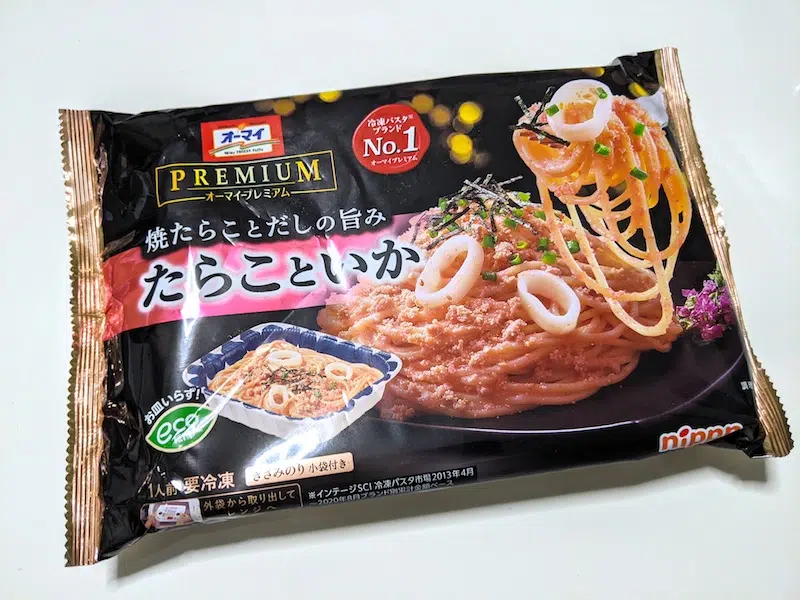 オーマイ
PREMIUM
オーマイプレミアム
冷凍パスタ※
ブランド
No.1
オーマイプレミアム
焼たらことだしの旨み
たらこといか
お皿いらず!
eco
1人前 要冷凍
きざみのり 小袋付き
外袋から取り出して
レンジへ
※インテージSCI 冷凍パスタ市場2013年4月
〜2020年8月ブランド別累計金額ベース
nippn